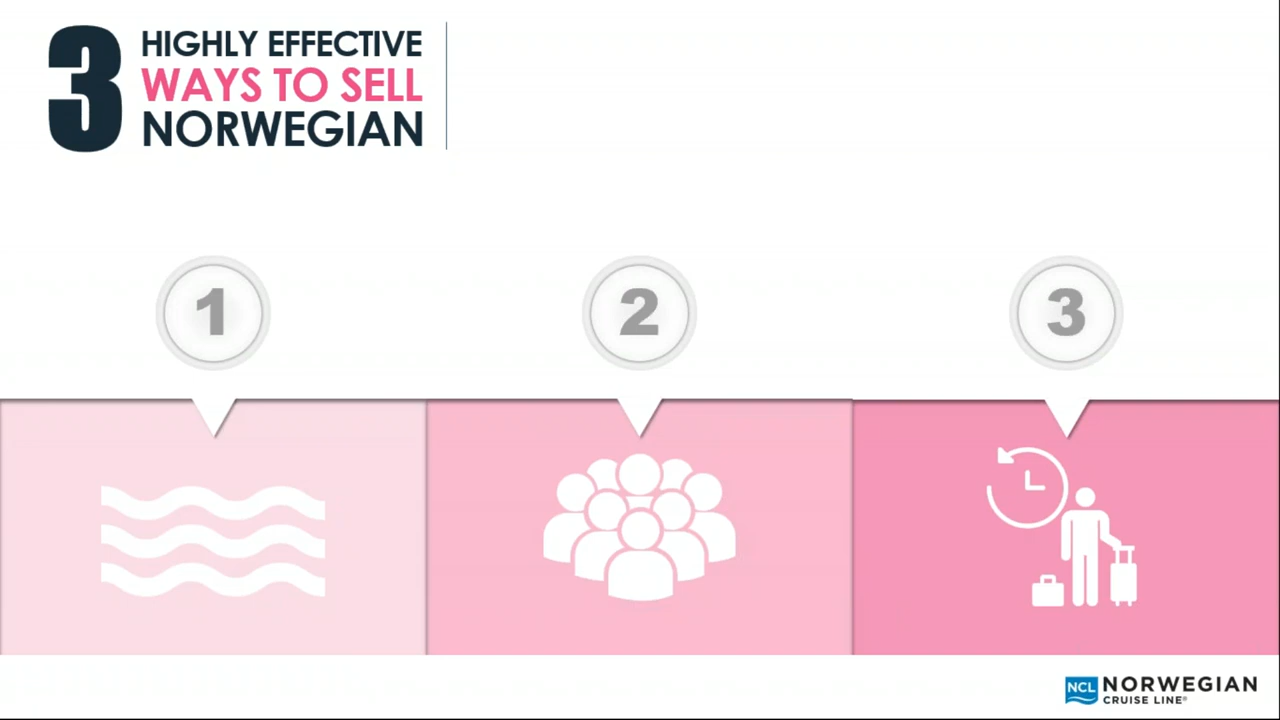 3
HIGHLY EFFECTIVE
WAYS TO SELL
NORWEGIAN
1
2
3
NCL NORWEGIAN
CRUISE LINE®